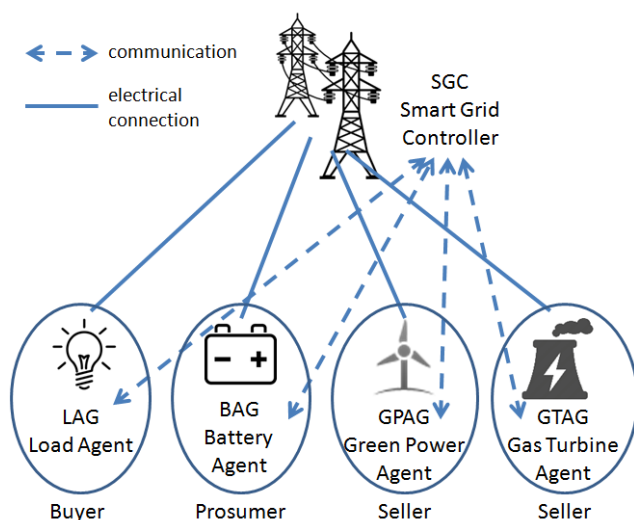 communication
electrical
connection
SGC
Smart Grid
Controller
LAG
Load Agent
BAG
Battery
Agent
GPAG
Green Power
Agent
GTAG
Gas Turbine
Agent
Buyer
Prosumer
Seller
Seller